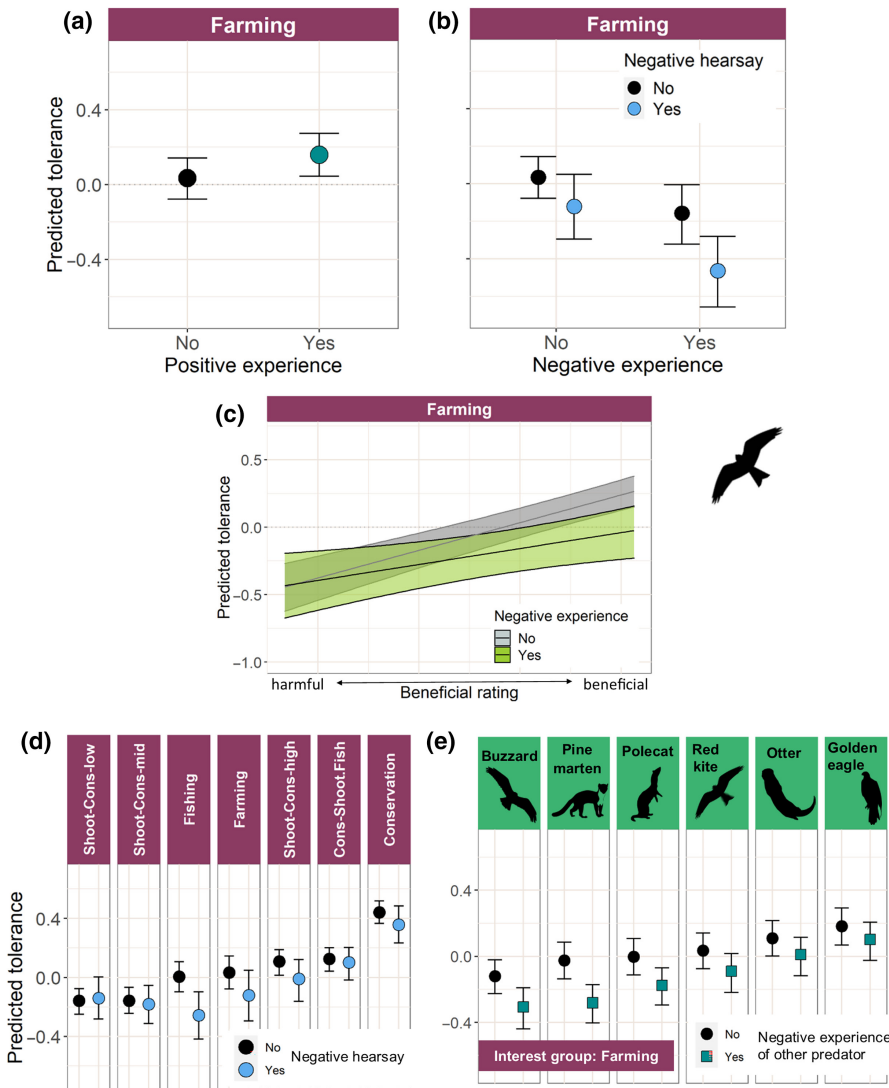 (a)
Farming
Predicted tolerance
0.4
0.0
−0.4
No
Yes
Positive experience
(b)
Farming
Negative hearsay
No
Yes
No
Yes
Negative experience
(c)
Farming
Predicted tolerance
0.5
0.0
−0.5
−1.0
Negative experience
No
Yes
harmful
beneficial
Beneficial rating
(d)
Shoot-Cons-low
Shoot-Cons-mid
Fishing
Farming
Shoot-Cons-high
Cons-Shoot.Fish
Conservation
Predicted tolerance
0.4
0.0
−0.4
No
Yes
Negative hearsay
(e)
Buzzard
Pine
marten
Polecat
Red
kite
Otter
Golden
eagle
0.4
0.0
−0.4
Interest group: Farming
No
Yes
Negative experience
of other predator